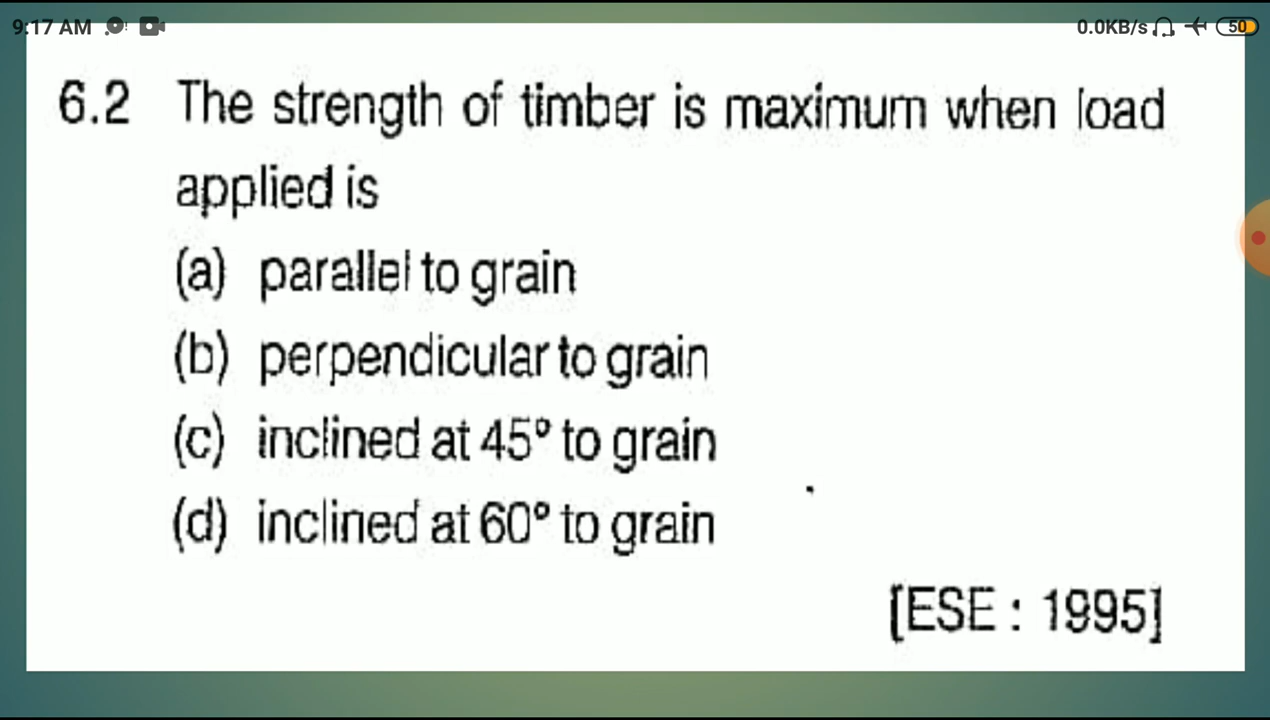 9:17 AM
0.0KB/s
50
6.2 The strength of timber is maximum when load
applied is
(a) parallel to grain
(b) perpendicular to grain
(c) inclined at 45° to grain
(d) inclined at 60° to grain
[ESE : 1995]